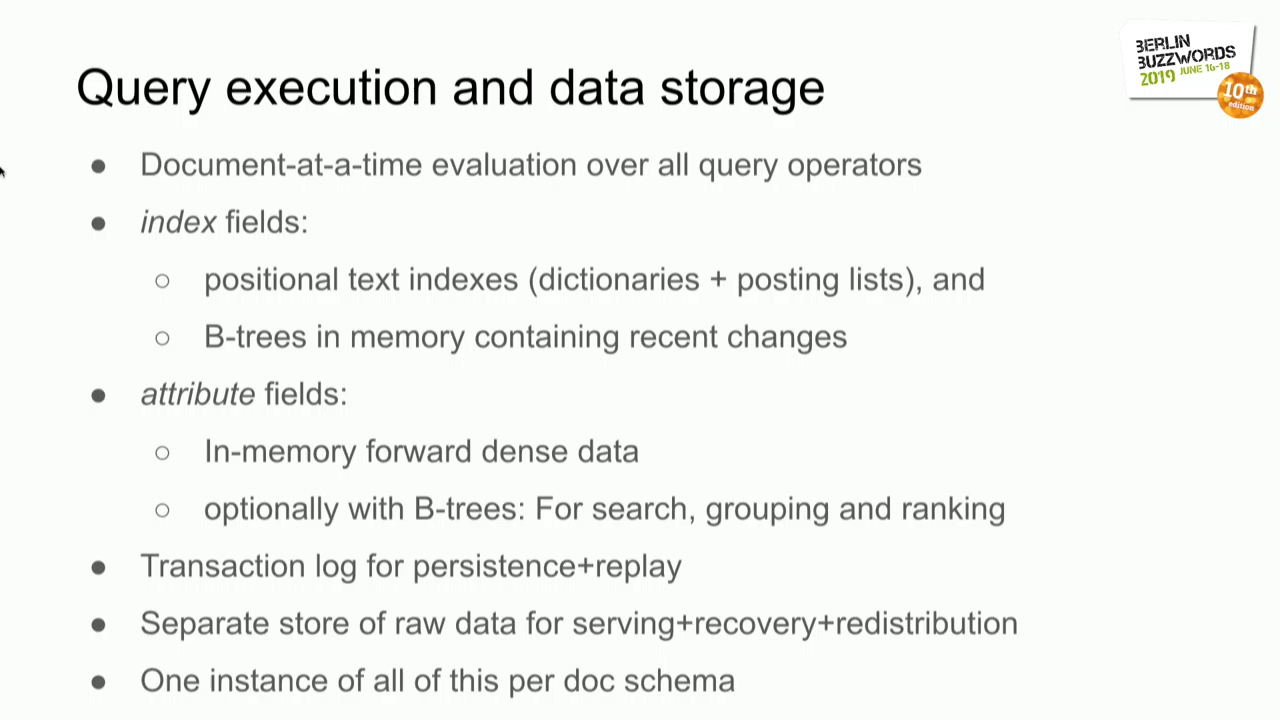 BERLIN
BUZZWORDS
2019 JUNE 16-18
10th
edition
Query execution and data storage
● Document-at-a-time evaluation over all query operators
● index fields:
○ positional text indexes (dictionaries + posting lists), and
○ B-trees in memory containing recent changes
● attribute fields:
○ In-memory forward dense data
○ optionally with B-trees: For search, grouping and ranking
● Transaction log for persistence+replay
● Separate store of raw data for serving+recovery+redistribution
● One instance of all of this per doc schema